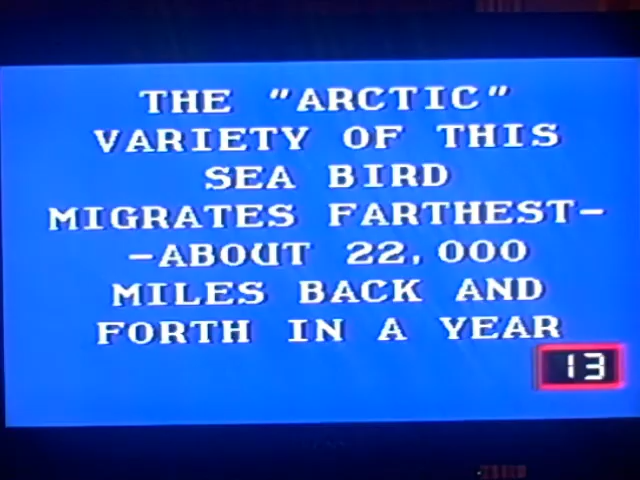 THE "ARCTIC"
VARIETY OF THIS
SEA BIRD
MIGRATES FARTHEST-
-ABOUT 22,000
MILES BACK AND
FORTH IN A YEAR
13